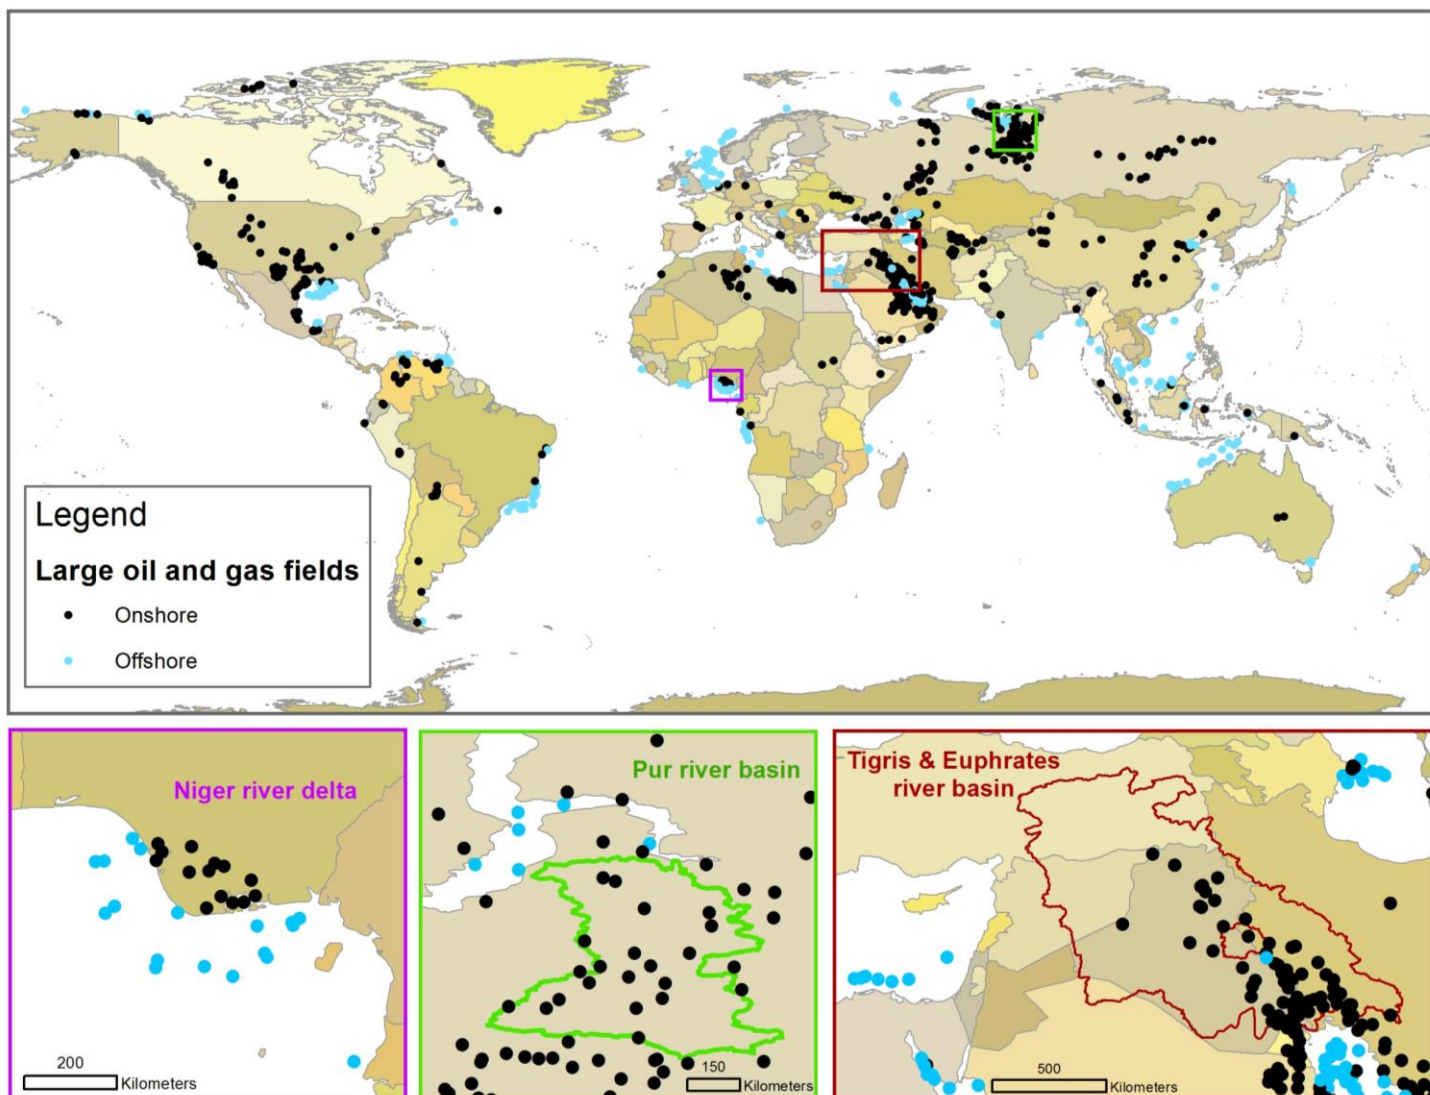 Legend
Large oil and gas fields
Onshore
Offshore
Niger river delta
200
Kilometers
Pur river basin
150
Kilometers
Tigris & Euphrates
river basin
500
Kilometers